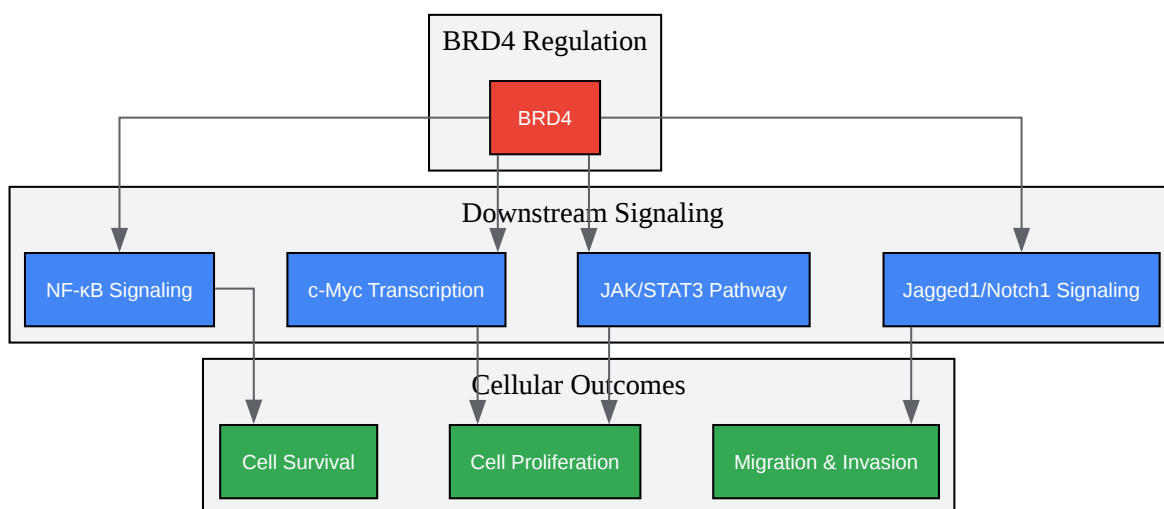 BRD4 Regulation
BRD4
Downstream Signaling
NF-κB Signaling
c-Myc Transcription
JAK/STAT3 Pathway
Jagged1/Notch1 Signaling
Cellular Outcomes
Cell Survival
Cell Proliferation
Migration & Invasion